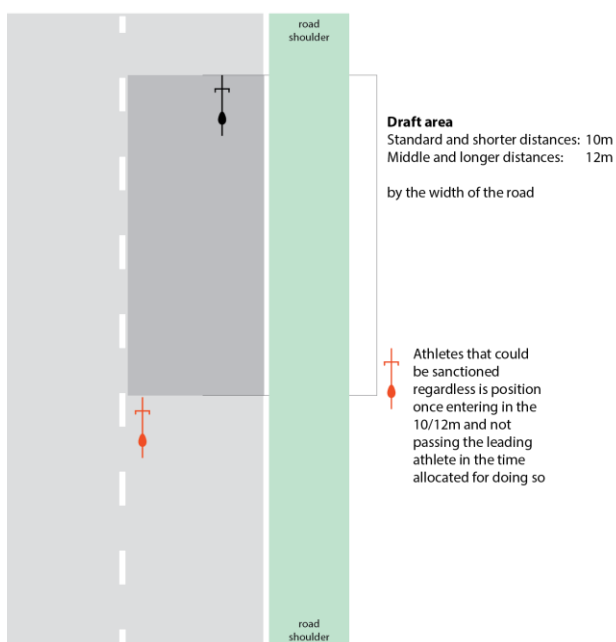 road
shoulder
Draft area
Standard and shorter distances: 10m
Middle and longer distances: 12m
by the width of the road
Athletes that could
be sanctioned
regardless is position
once entering in the
10/12m and not
passing the leading
athlete in the time
allocated for doing so
road
shoulder